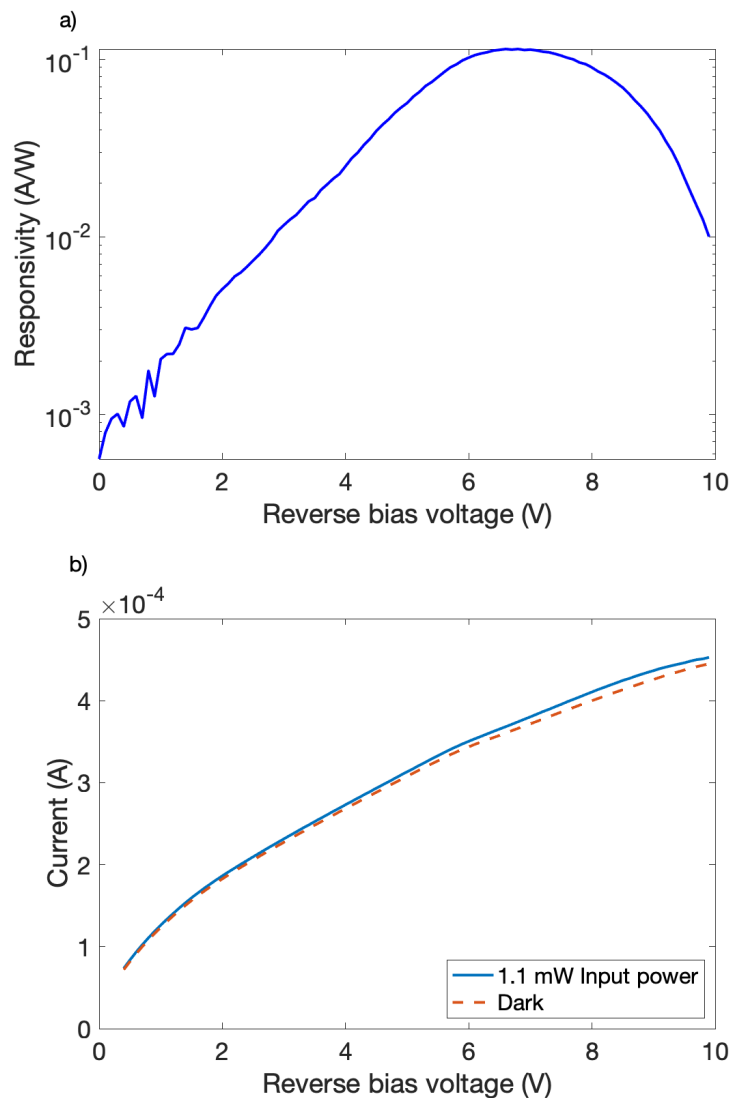 a)
Responsivity (A/W)
10⁻¹
10⁻²
10⁻³
0 2 4 6 8 10
Reverse bias voltage (V)
b)
×10⁻⁴
Current (A)
5
4
3
2
1
0
1.1 mW Input power
Dark
0 2 4 6 8 10
Reverse bias voltage (V)